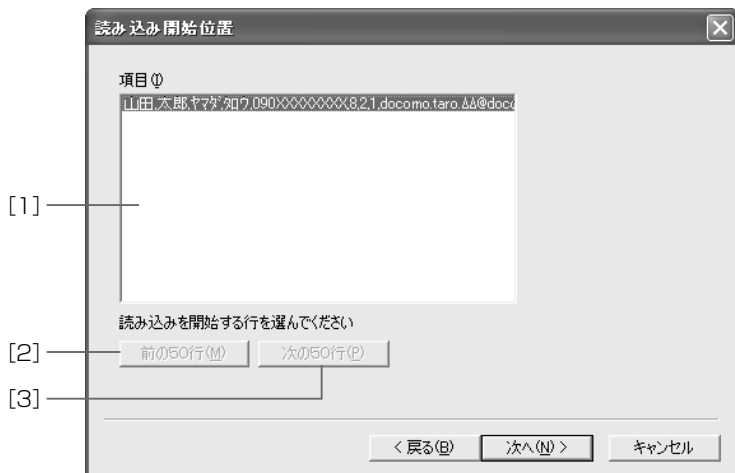 読み込み開始位置
項目(I)
山田,太郎,ヤマダ,タロウ,090XXXXXXXX,8,2,1,docomo.taro.ΔΔ@doco
[1]
読み込みを開始する行を選んでください
[2] 前の50行(M) 次の50行(P)
[3]
< 戻る(B) 次へ(N) > キャンセル